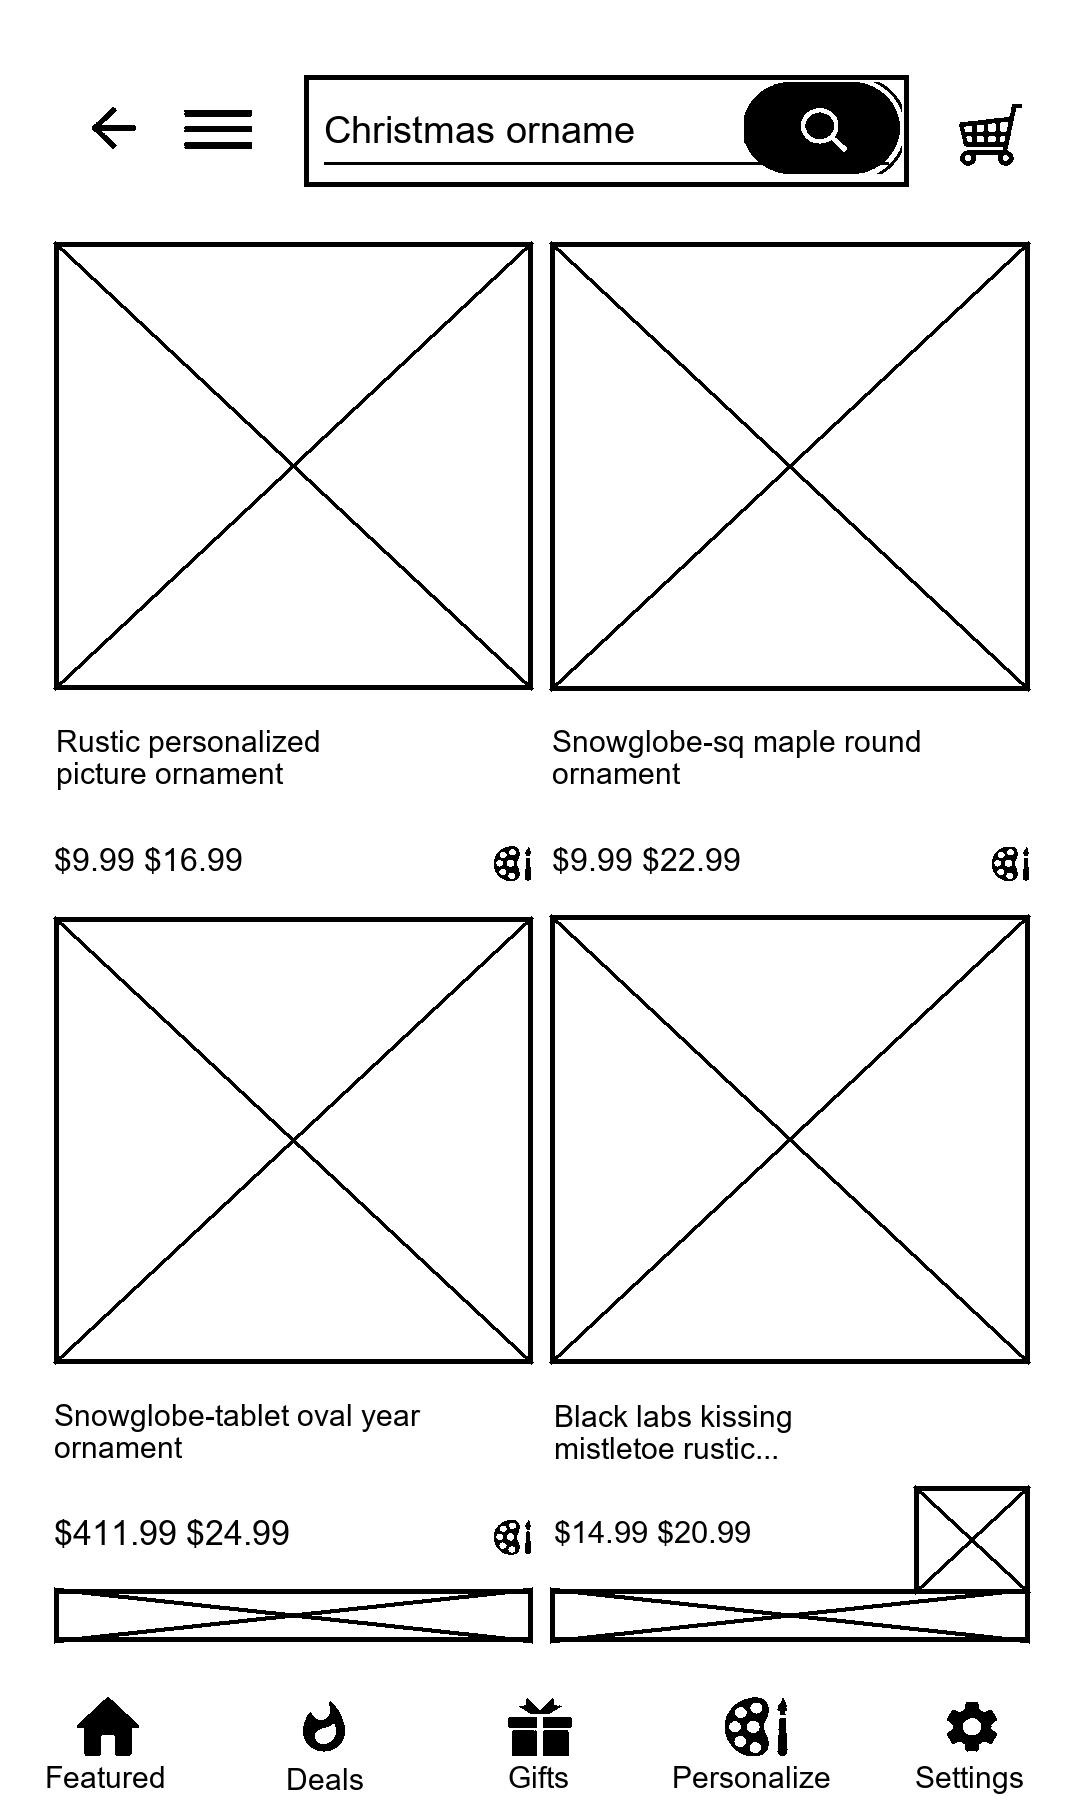 Christmas orname
Rustic personalized
picture ornament
Snowglobe-sq maple round
ornament
$9.99 $16.99
$9.99 $22.99
Snowglobe-tablet oval year
ornament
Black labs kissing
mistletoe rustic...
$411.99 $24.99
$14.99 $20.99
Featured
Deals
Gifts
Personalize
Settings